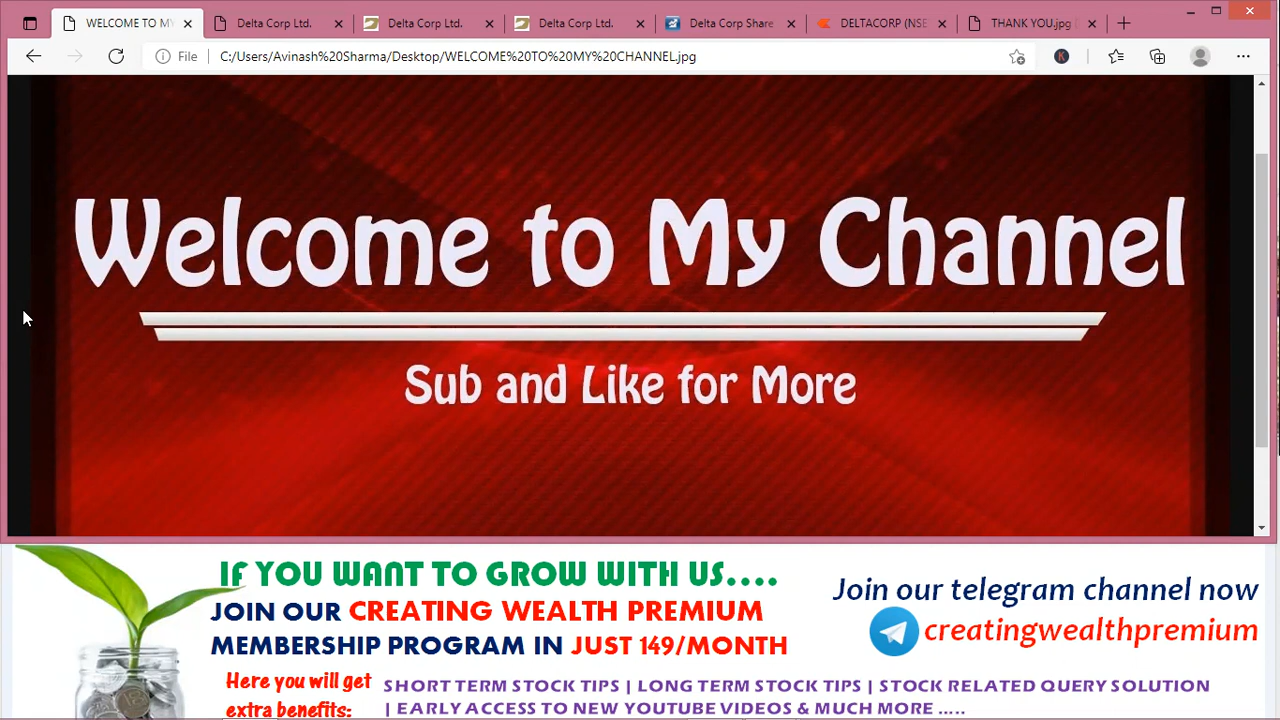 WELCOME TO MY
Delta Corp Ltd.
Delta Corp Ltd.
Delta Corp Ltd.
Delta Corp Share
DELTACORP (NSE
THANK YOU.jpg
File
C:/Users/Avinash%20Sharma/Desktop/WELCOME%20TO%20MY%20CHANNEL.jpg
K
Welcome to My Channel
Sub and Like for More
IF YOU WANT TO GROW WITH US....
JOIN OUR CREATING WEALTH PREMIUM
MEMBERSHIP PROGRAM IN JUST 149/MONTH
Join our telegram channel now
creatingwealthpremium
Here you will get
extra benefits:
SHORT TERM STOCK TIPS | LONG TERM STOCK TIPS | STOCK RELATED QUERY SOLUTION
| EARLY ACCESS TO NEW YOUTUBE VIDEOS & MUCH MORE .....